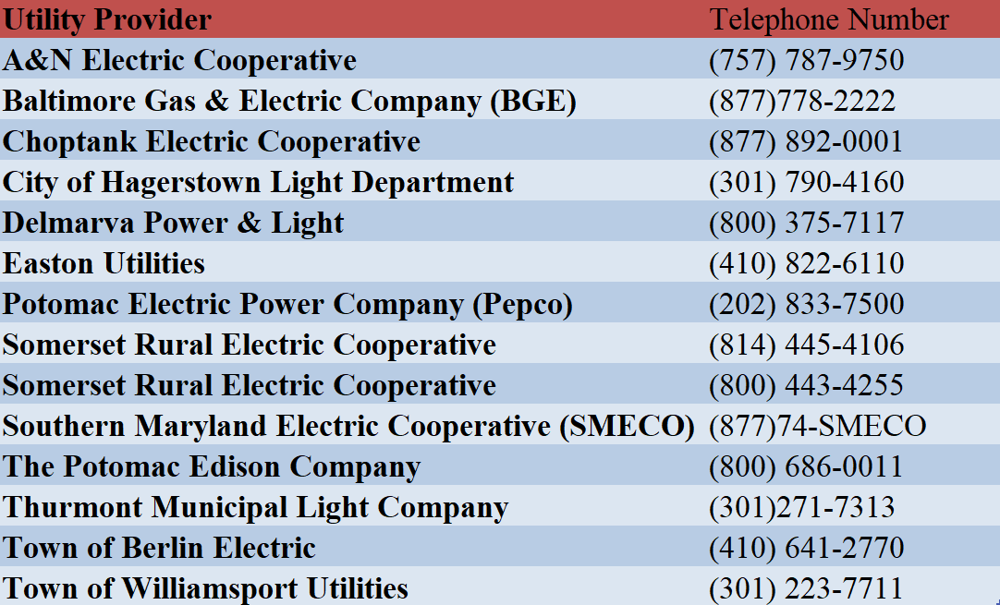 Utility Provider Telephone Number
A&N Electric Cooperative (757) 787-9750
Baltimore Gas & Electric Company (BGE) (877)778-2222
Choptank Electric Cooperative (877) 892-0001
City of Hagerstown Light Department (301) 790-4160
Delmarva Power & Light (800) 375-7117
Easton Utilities (410) 822-6110
Potomac Electric Power Company (Pepco) (202) 833-7500
Somerset Rural Electric Cooperative (814) 445-4106
Somerset Rural Electric Cooperative (800) 443-4255
Southern Maryland Electric Cooperative (SMECO) (877)74-SMECO
The Potomac Edison Company (800) 686-0011
Thurmont Municipal Light Company (301)271-7313
Town of Berlin Electric (410) 641-2770
Town of Williamsport Utilities (301) 223-7711